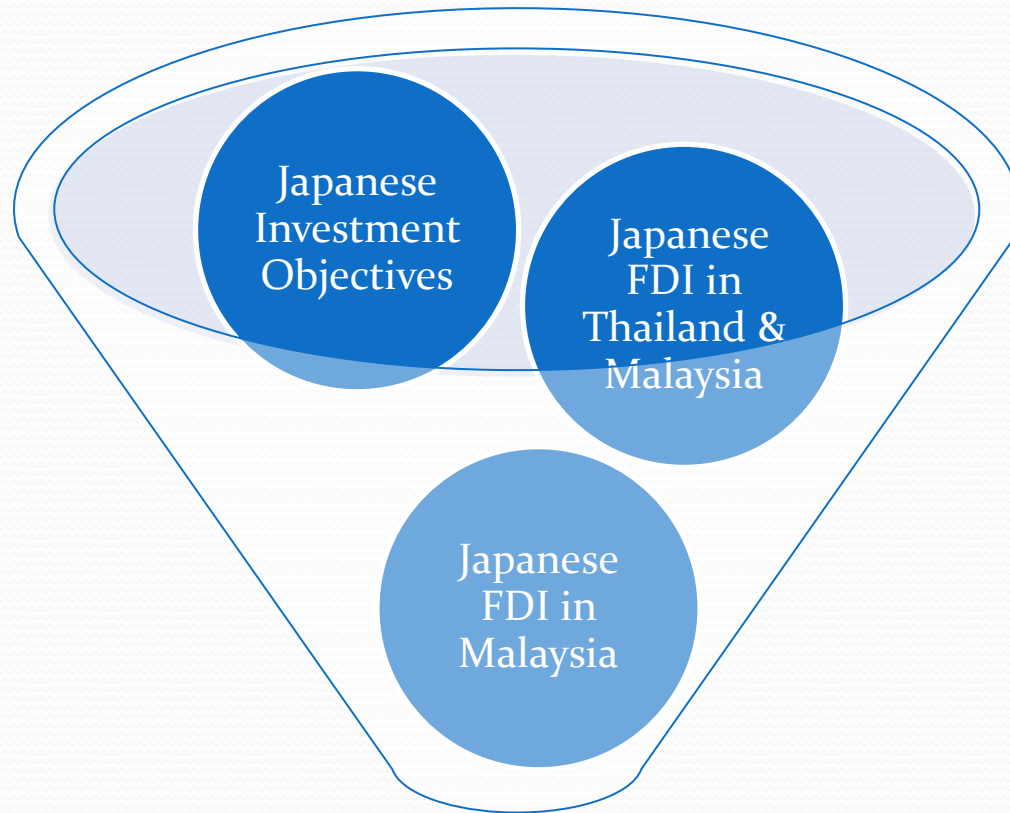 Japanese
Investment
Objectives
Japanese
FDI in
Thailand &
Malaysia
Japanese
FDI in
Malaysia